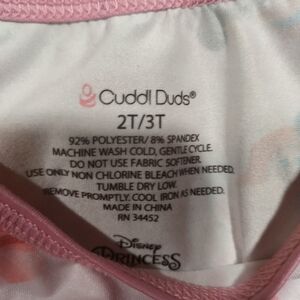 Cuddl Duds®
2T/3T
92% POLYESTER/ 8% SPANDEX
MACHINE WASH COLD, GENTLE CYCLE.
DO NOT USE FABRIC SOFTENER.
USE ONLY NON CHLORINE BLEACH WHEN NEEDED.
TUMBLE DRY LOW.
REMOVE PROMPTLY. COOL IRON AS NEEDED.
MADE IN CHINA
RN 34452
Disney
PRINCESS